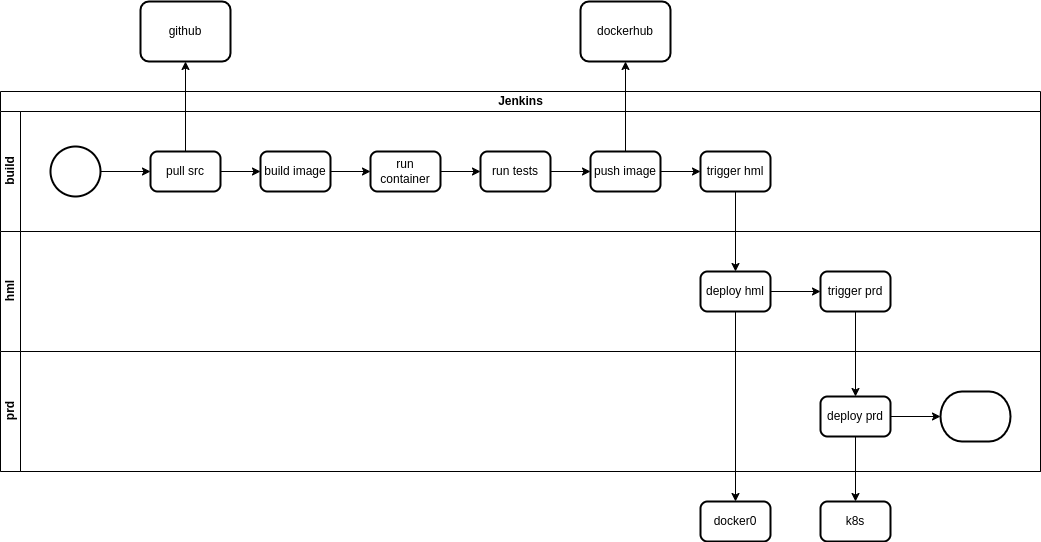 github
dockerhub
Jenkins
build
pull src
build image
run
container
run tests
push image
trigger hml
hml
deploy hml
trigger prd
prd
deploy prd
docker0
k8s